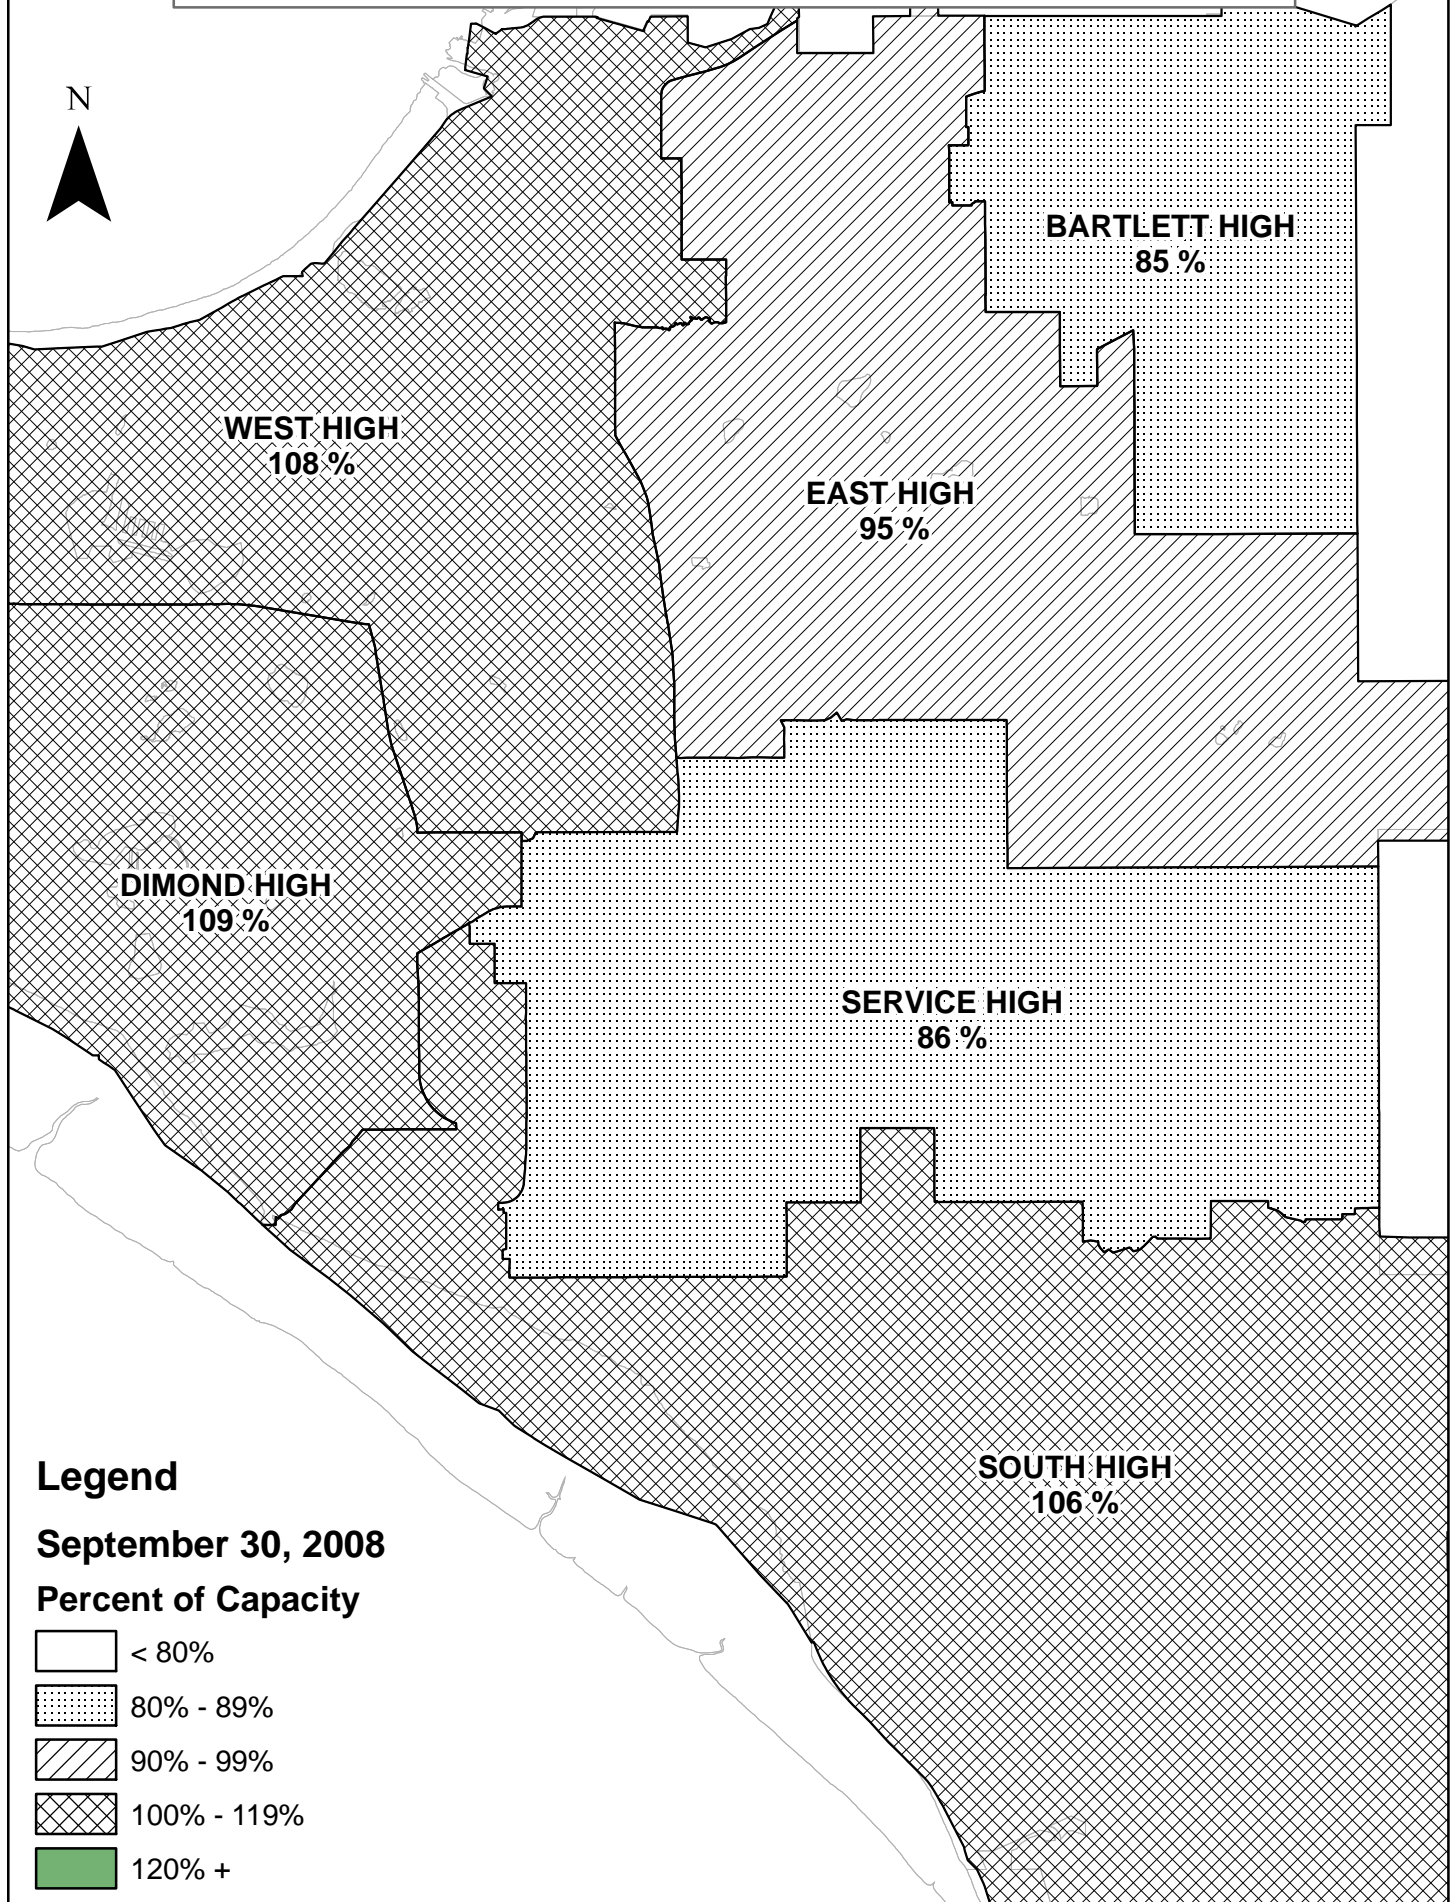 N
BARTLETT HIGH
85 %
WEST HIGH
108 %
EAST HIGH
95 %
DIMOND HIGH
109 %
SERVICE HIGH
86 %
SOUTH HIGH
106 %
Legend
September 30, 2008
Percent of Capacity
< 80%
80% - 89%
90% - 99%
100% - 119%
120% +